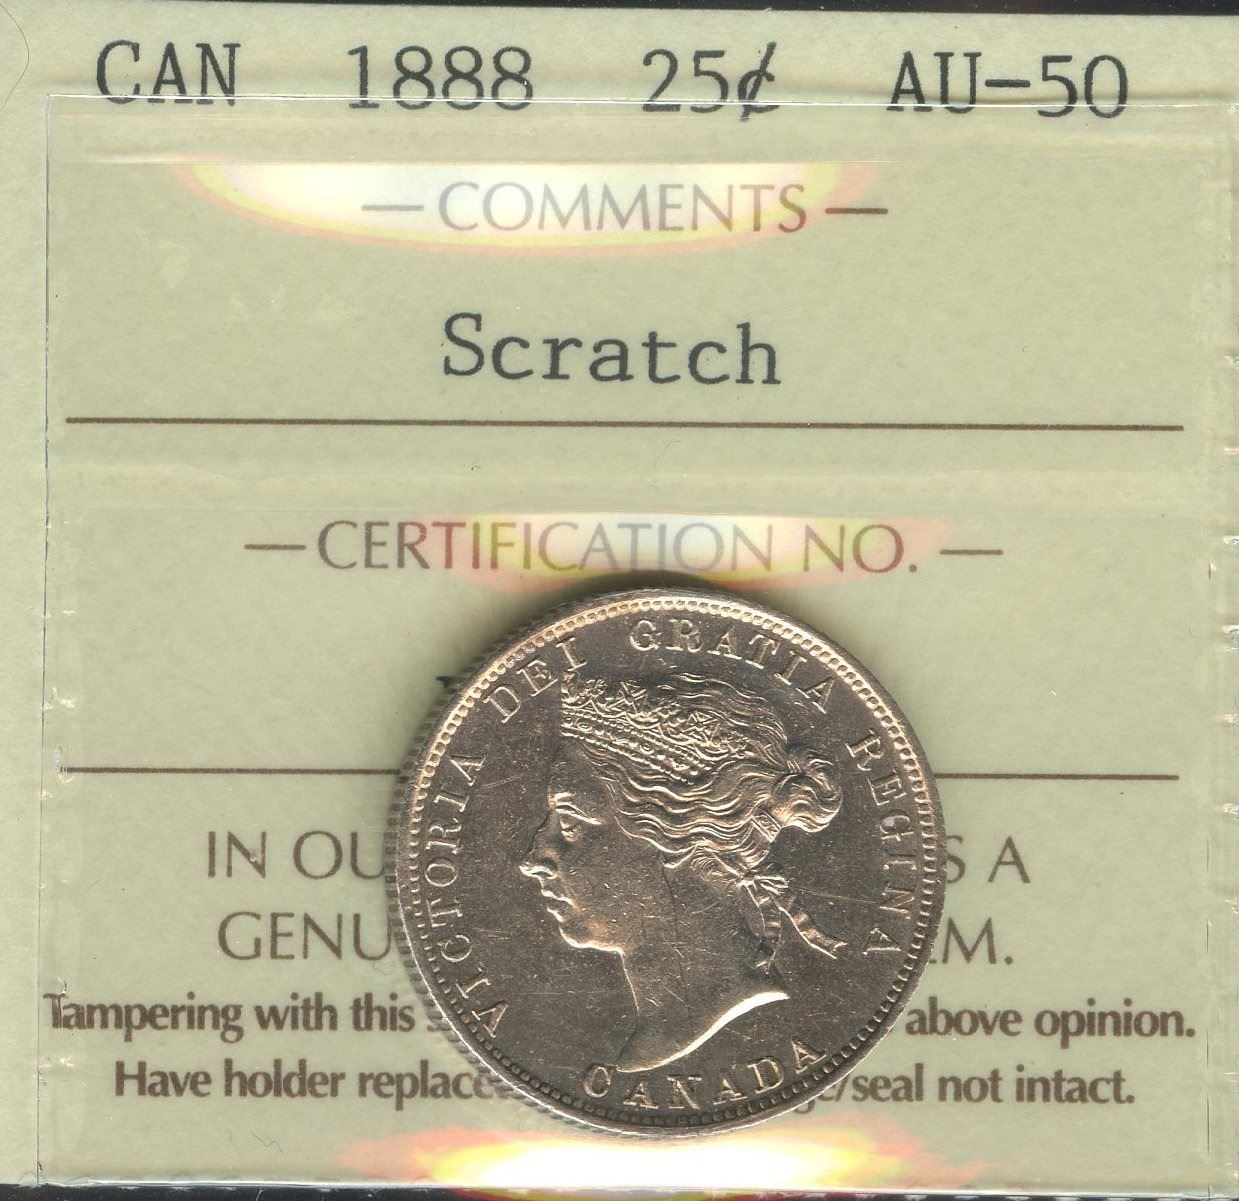 CAN 1888 25¢ AU-50
— COMMENTS —
Scratch
— CERTIFICATION NO. —
VICTORIA DEI GRATIA REGINA
CANADA
IN OU S A
GENU M.
Tampering with this above opinion.
Have holder replace /seal not intact.